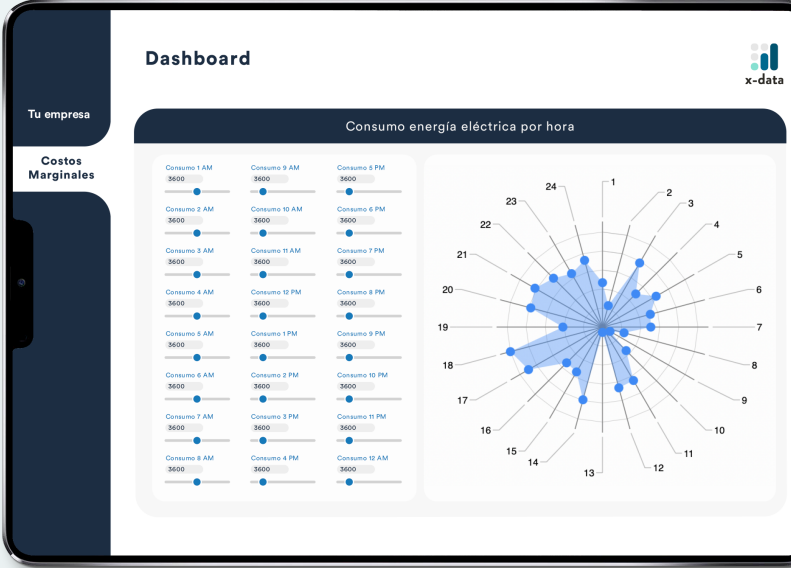 Dashboard
x-data
Tu empresa
Costos
Marginales
Consumo energía eléctrica por hora
Consumo 1 AM
3600
Consumo 2 AM
3600
Consumo 3 AM
3600
Consumo 4 AM
3600
Consumo 5 AM
3600
Consumo 6 AM
3600
Consumo 7 AM
3600
Consumo 8 AM
3600
Consumo 9 AM
3600
Consumo 10 AM
3600
Consumo 11 AM
3600
Consumo 12 PM
3600
Consumo 1 PM
3600
Consumo 2 PM
3600
Consumo 3 PM
3600
Consumo 4 PM
3600
Consumo 5 PM
3600
Consumo 6 PM
3600
Consumo 7 PM
3600
Consumo 8 PM
3600
Consumo 9 PM
3600
Consumo 10 PM
3600
Consumo 11 PM
3600
Consumo 12 AM
3600
1
2
3
4
5
6
7
8
9
10
11
12
13
14
15
16
17
18
19
20
21
22
23
24